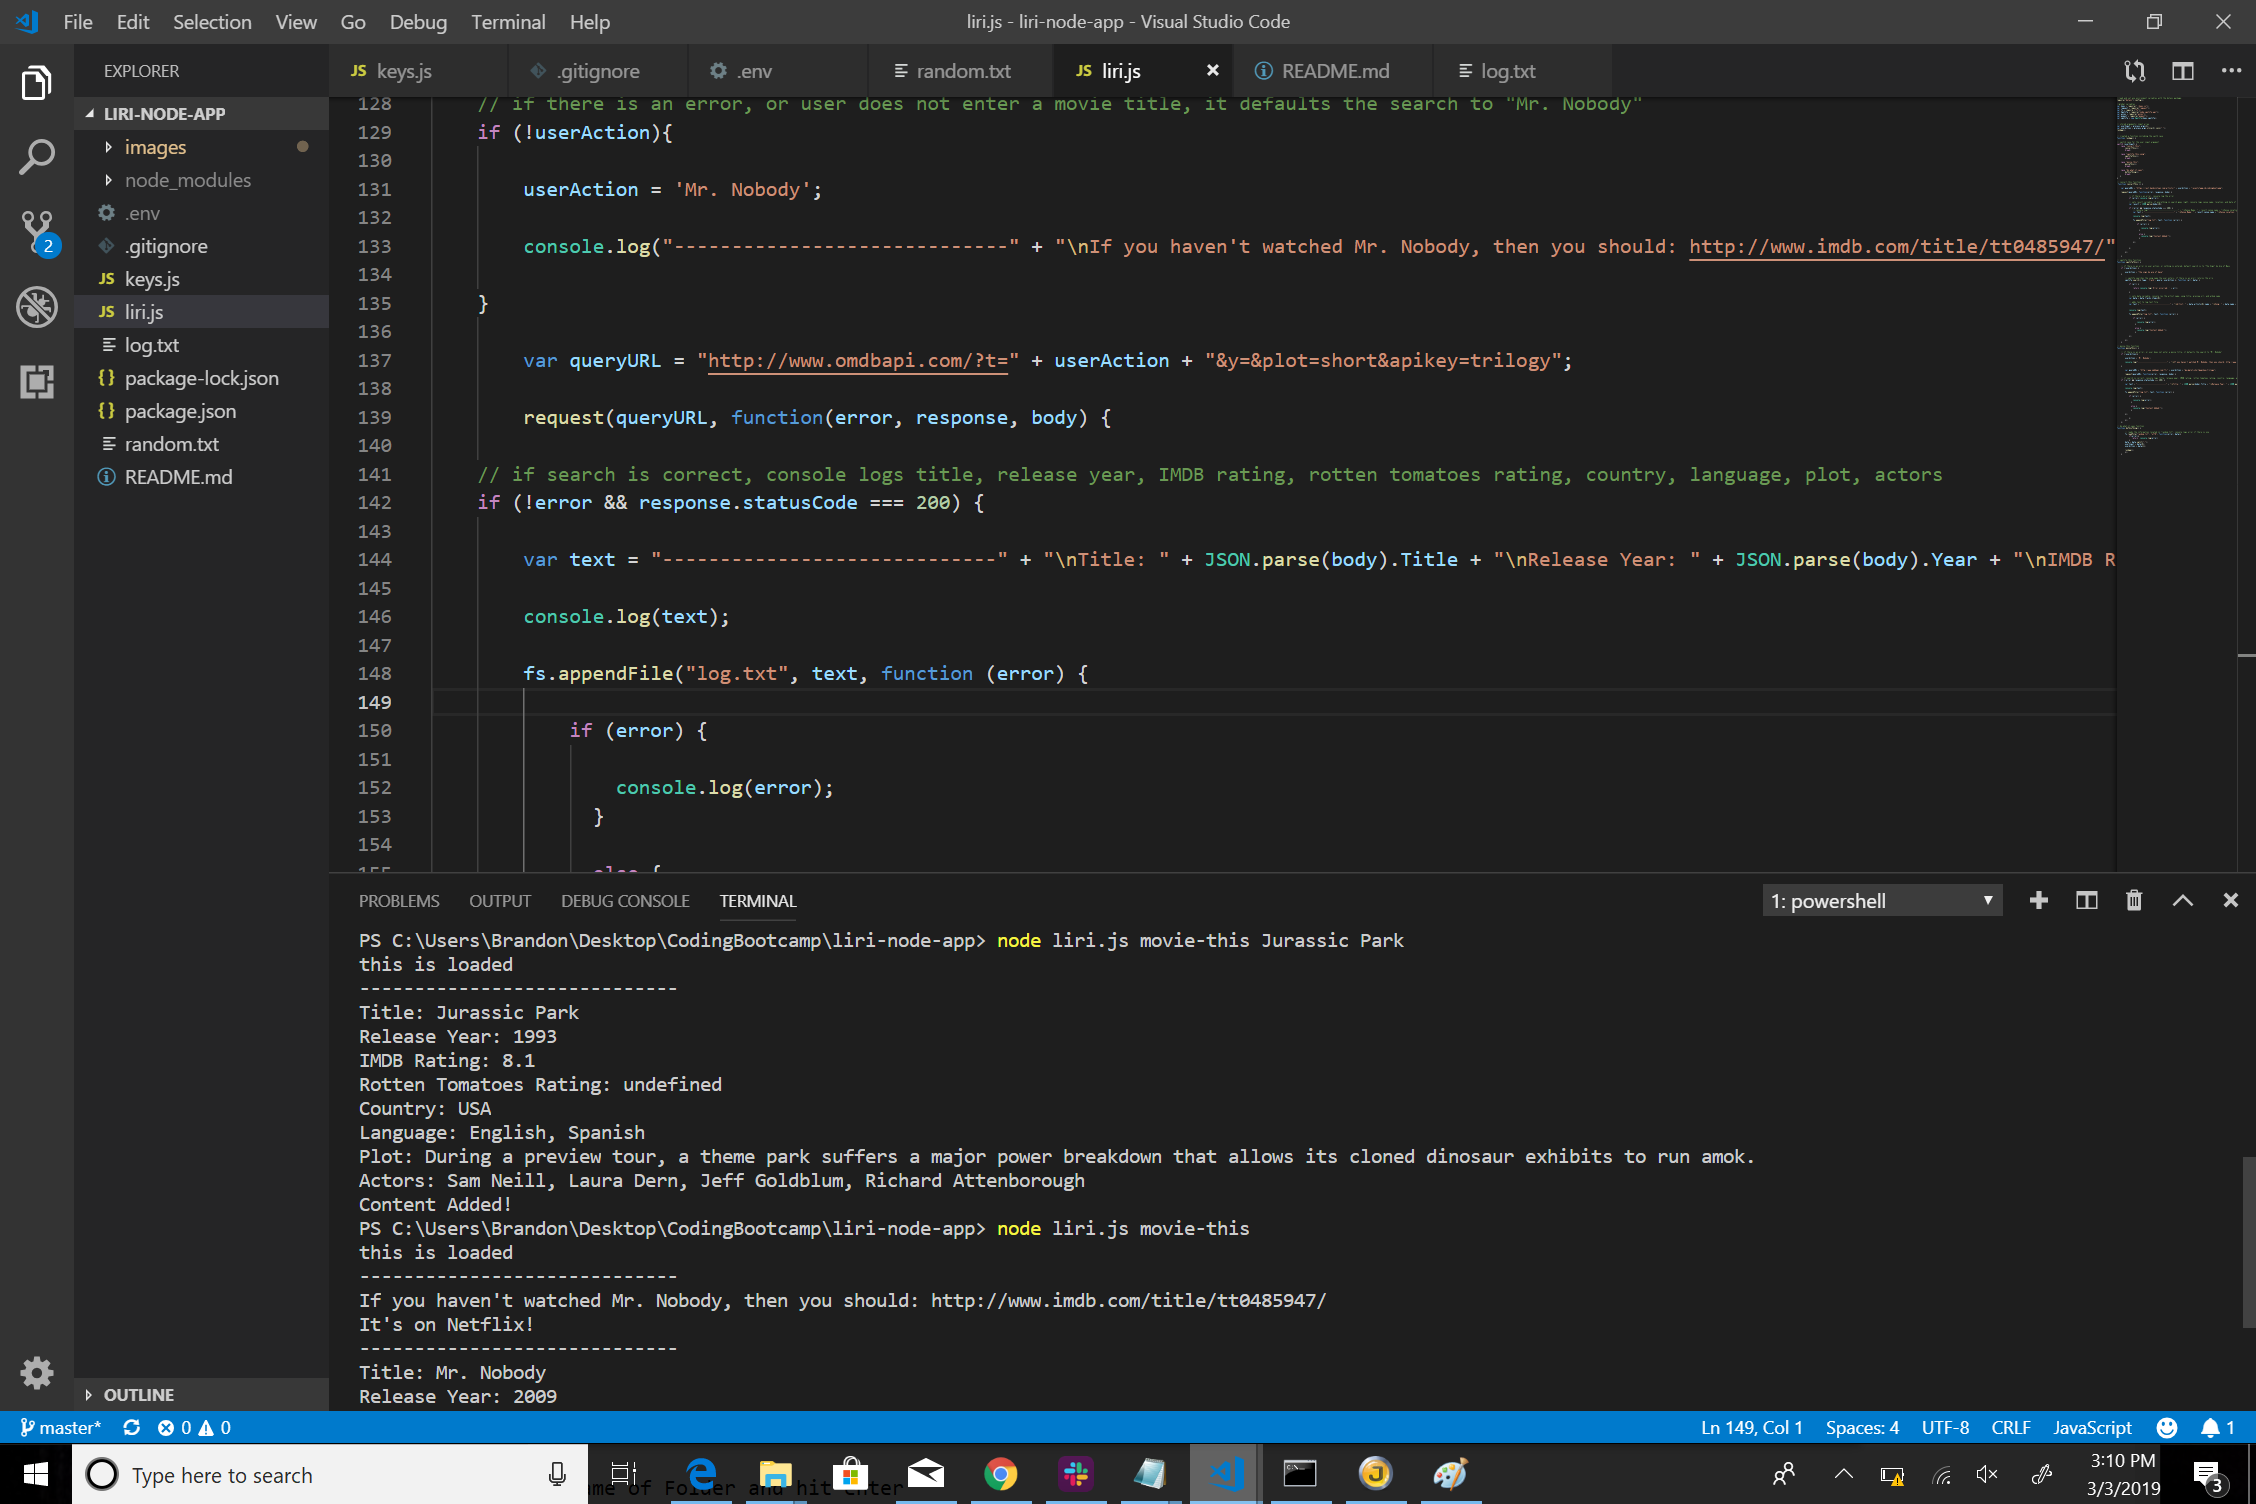 File Edit Selection View Go Debug Terminal Help
liri.js - liri-node-app - Visual Studio Code
EXPLORER
JS keys.js
.gitignore
.env
random.txt
JS liri.js
README.md
log.txt
LIRI-NODE-APP
images
node_modules
.env
.gitignore
JS keys.js
JS liri.js
log.txt
{} package-lock.json
{} package.json
random.txt
README.md
2
OUTLINE
128 // if there is an error, or user does not enter a movie title, it defaults the search to "Mr. Nobody"
129 if (!userAction){
130
131 userAction = 'Mr. Nobody';
132
133 console.log("-----------------------------" + "\nIf you haven't watched Mr. Nobody, then you should: http://www.imdb.com/title/tt0485947/"
134
135 }
136
137 var queryURL = "http://www.omdbapi.com/?t=" + userAction + "&y=&plot=short&apikey=trilogy";
138
139 request(queryURL, function(error, response, body) {
140
141 // if search is correct, console logs title, release year, IMDB rating, rotten tomatoes rating, country, language, plot, actors
142 if (!error && response.statusCode === 200) {
143
144 var text = "-----------------------------" + "\nTitle: " + JSON.parse(body).Title + "\nRelease Year: " + JSON.parse(body).Year + "\nIMDB R
145
146 console.log(text);
147
148 fs.appendFile("log.txt", text, function (error) {
149
150 if (error) {
151
152 console.log(error);
153 }
154
155 else {
PROBLEMS OUTPUT DEBUG CONSOLE TERMINAL
1: powershell
PS C:\Users\Brandon\Desktop\CodingBootcamp\liri-node-app> node liri.js movie-this Jurassic Park
this is loaded
-----------------------------
Title: Jurassic Park
Release Year: 1993
IMDB Rating: 8.1
Rotten Tomatoes Rating: undefined
Country: USA
Language: English, Spanish
Plot: During a preview tour, a theme park suffers a major power breakdown that allows its cloned dinosaur exhibits to run amok.
Actors: Sam Neill, Laura Dern, Jeff Goldblum, Richard Attenborough
Content Added!
PS C:\Users\Brandon\Desktop\CodingBootcamp\liri-node-app> node liri.js movie-this
this is loaded
-----------------------------
If you haven't watched Mr. Nobody, then you should: http://www.imdb.com/title/tt0485947/
It's on Netflix!
-----------------------------
Title: Mr. Nobody
Release Year: 2009
master* 0 0
Ln 149, Col 1 Spaces: 4 UTF-8 CRLF JavaScript 1
Type here to search
of Folder and hit enter
3:10 PM
3/3/2019
3